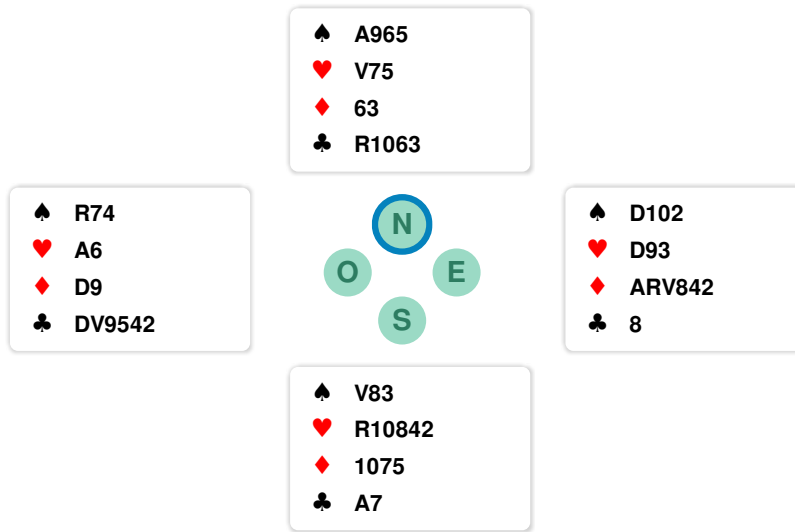 ♠ A965
♥ V75
♦ 63
♣ R1063
♠ R74
♥ A6
♦ D9
♣ DV9542
N
O E
S
♠ D102
♥ D93
♦ ARV842
♣ 8
♠ V83
♥ R10842
♦ 1075
♣ A7